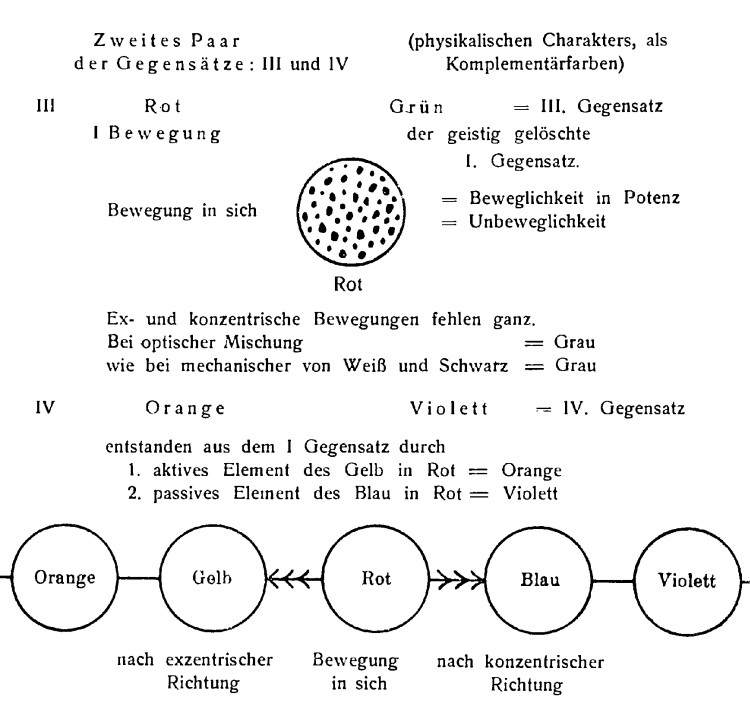 Zweites Paar (physikalischen Charakters, als
der Gegensätze: III und IV Komplementärfarben)
III Rot Grün = III. Gegensatz
I Bewegung der geistig gelöschte
I. Gegensatz.
Bewegung in sich = Beweglichkeit in Potenz
= Unbeweglichkeit
Rot
Ex- und konzentrische Bewegungen fehlen ganz.
Bei optischer Mischung = Grau
wie bei mechanischer von Weiß und Schwarz = Grau
IV Orange Violett = IV. Gegensatz
entstanden aus dem I Gegensatz durch
1. aktives Element des Gelb in Rot = Orange
2. passives Element des Blau in Rot = Violett
Orange Gelb Rot Blau Violett
nach exzentrischer Bewegung nach konzentrischer
Richtung in sich Richtung